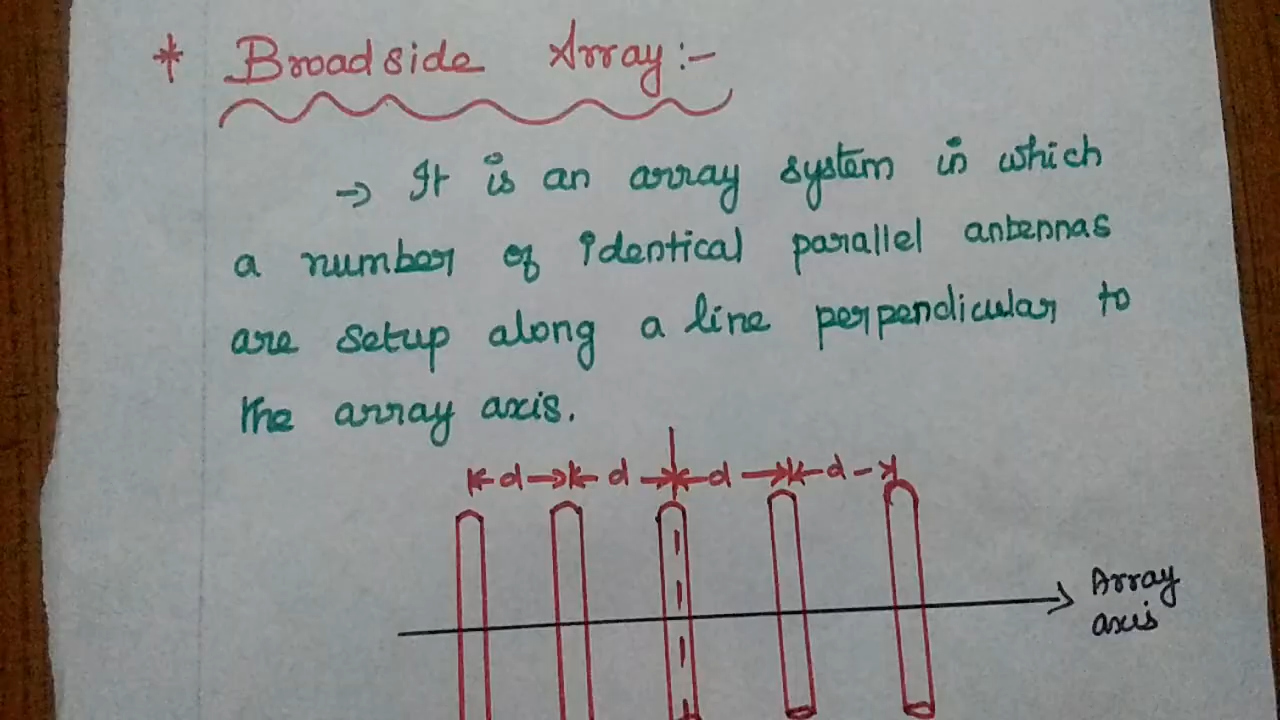 * Broadside Array:-
→ It is an array system in which
a number of identical parallel antennas
are setup along a line perpendicular to
the array axis.
d d d d
Array
axis